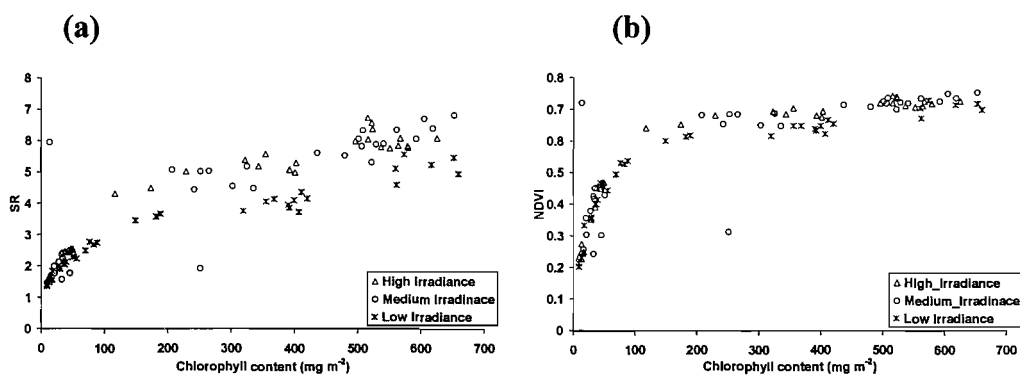 (a)
8
7
6
5
4
3
2
1
0
SR
0 100 200 300 400 500 600 700
Chlorophyll content (mg m⁻³)
High Irradiance
Medium Irradinace
Low Irradiance
(b)
0.8
0.7
0.6
0.5
0.4
0.3
0.2
0.1
0.0
NDVI
0 100 200 300 400 500 600 700
Chlorophyll content (mg m⁻³)
High_Irradiance
Medium_Irradinace
Low Irradiance